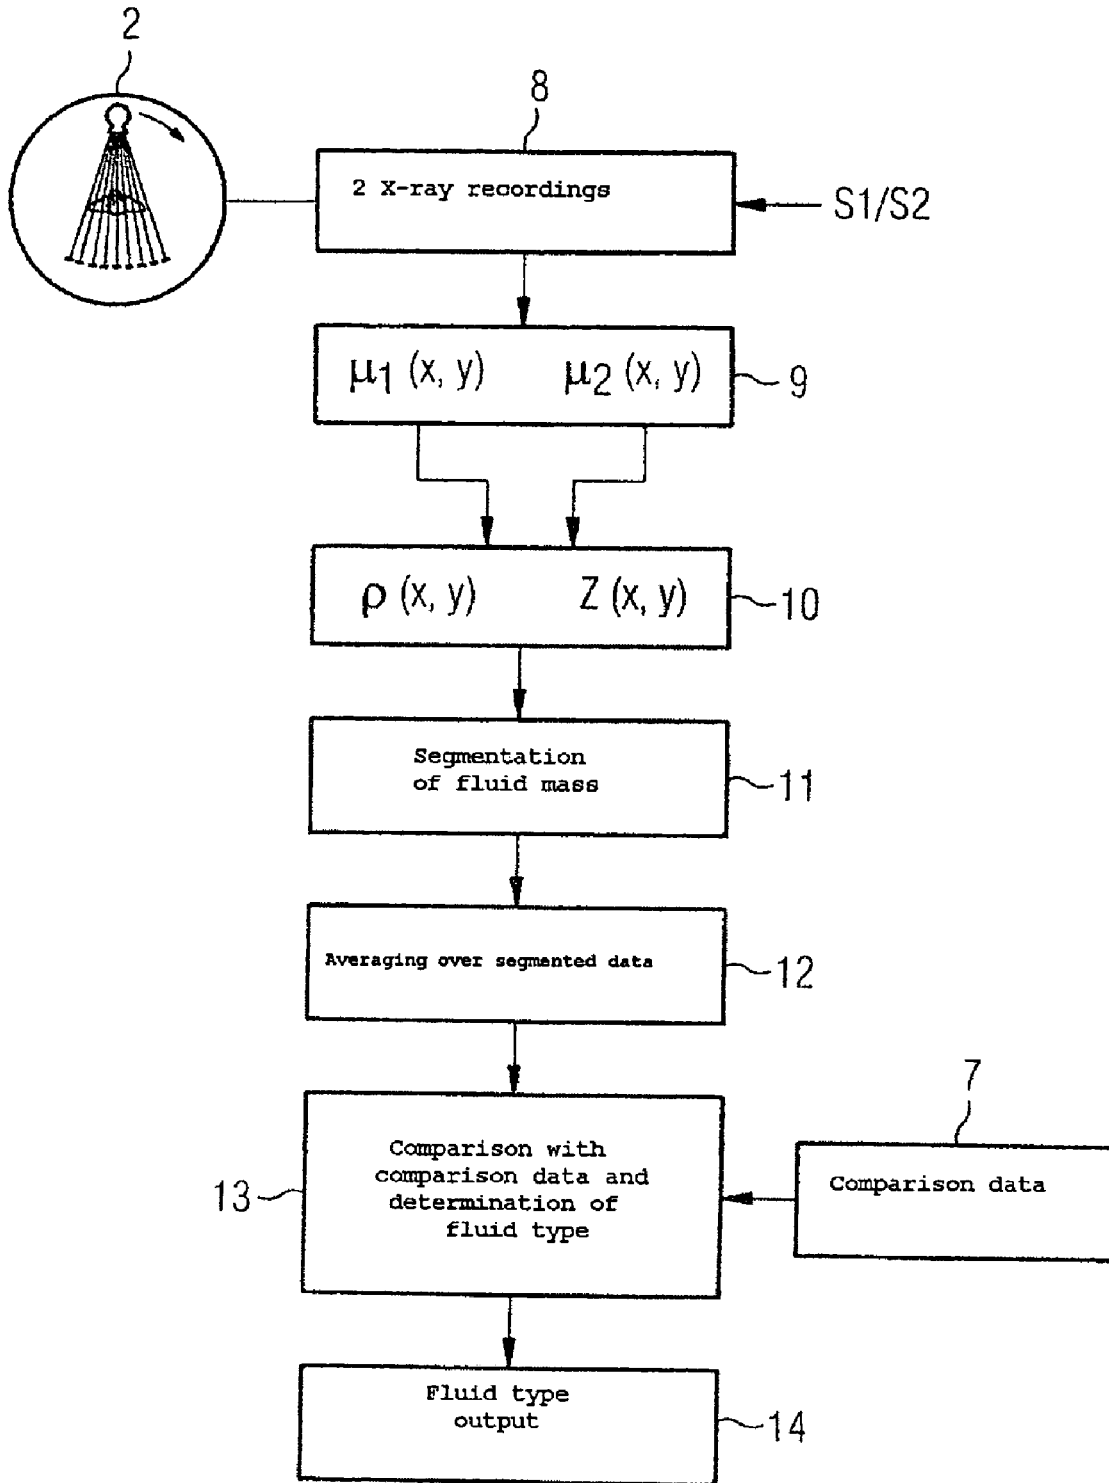 2
8
2 X-ray recordings
S1/S2
μ1 (x, y) μ2 (x, y)
9
ρ (x, y) Z (x, y)
10
Segmentation
of fluid mass
11
Averaging over segmented data
12
7
Comparison with
comparison data and
determination of
fluid type
13
Comparison data
Fluid type
output
14